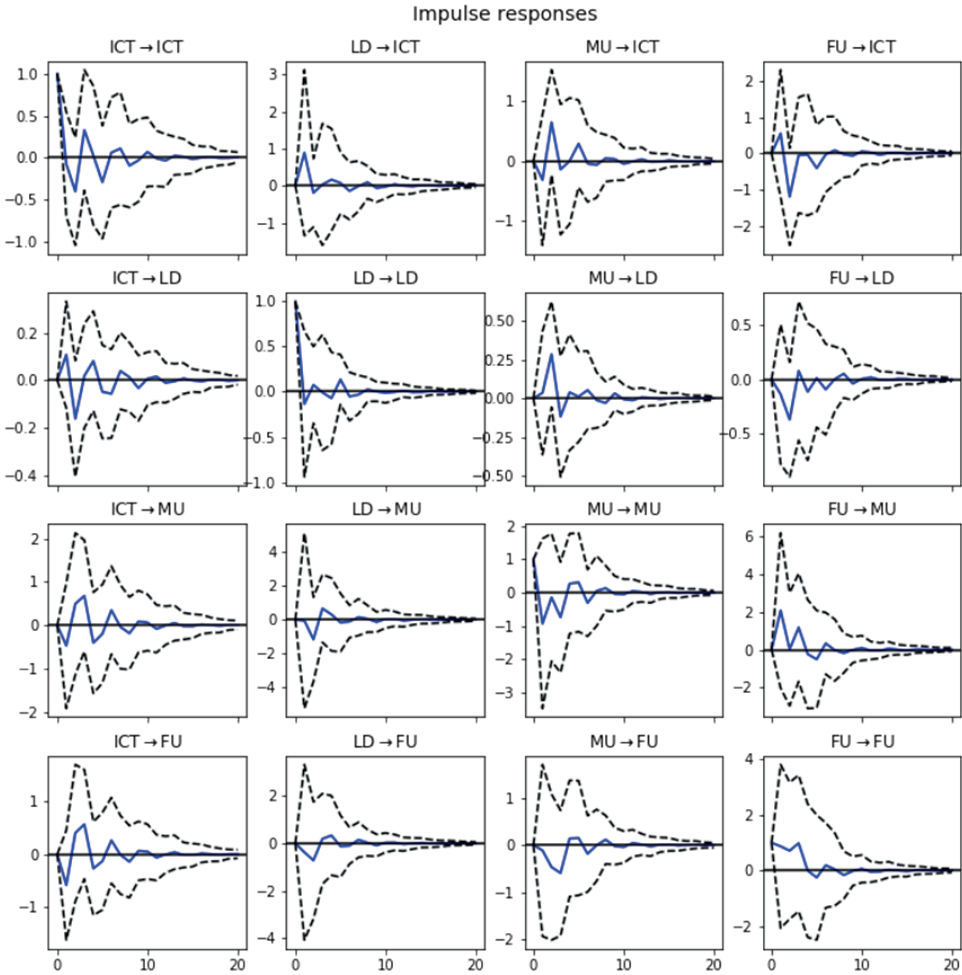 Impulse responses
ICT → ICT LD → ICT MU → ICT FU → ICT
1.0 0.5 0.0 −0.5 −1.0
3 2 1 0 −1
1 0 −1
2 1 0 −1 −2
ICT → LD LD → LD MU → LD FU → LD
0.2 0.0 −0.2 −0.4
1.0 0.5 0.0 −0.5 −1.0
0.50 0.25 0.00 −0.25 −0.50
0.5 0.0 −0.5
ICT → MU LD → MU MU → MU FU → MU
2 1 0 −1 −2
4 2 0 −2 −4
2 1 0 −1 −2 −3
6 4 2 0 −2
ICT → FU LD → FU MU → FU FU → FU
1 0 −1
2 0 −2 −4
1 0 −1 −2
4 2 0 −2
0 10 20 0 10 20 0 10 20 0 10 20